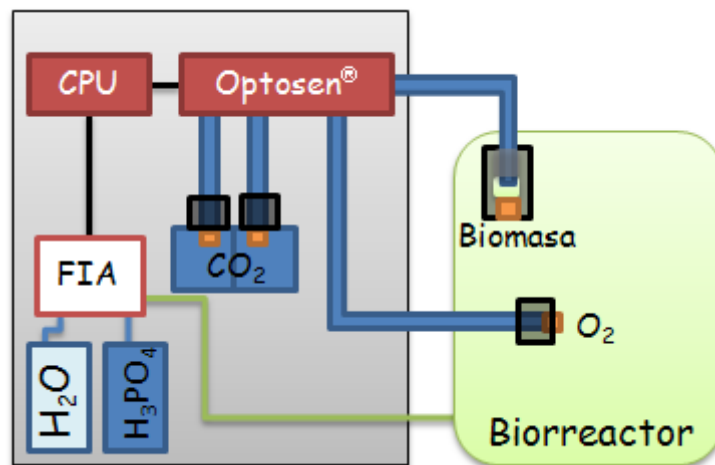 CPU
Optosen®
Biomasa
CO₂
FIA
O₂
H₂O
H₃PO₄
Biorreactor